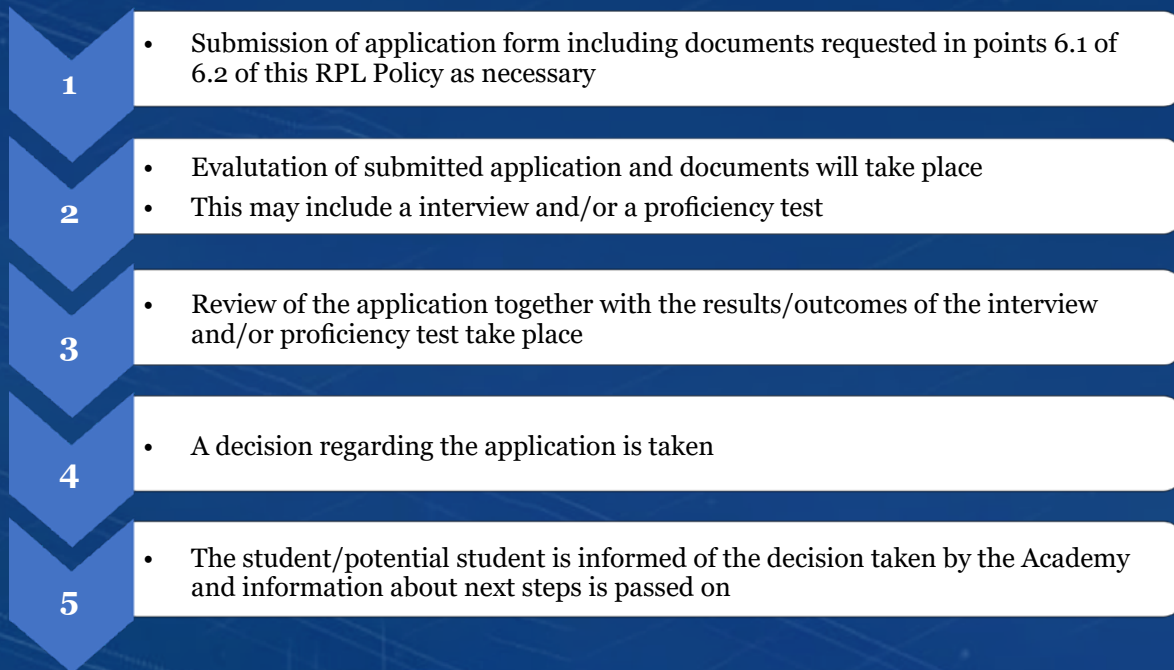 1
• Submission of application form including documents requested in points 6.1 of
6.2 of this RPL Policy as necessary
2
• Evalutation of submitted application and documents will take place
• This may include a interview and/or a proficiency test
3
• Review of the application together with the results/outcomes of the interview
and/or proficiency test take place
4
• A decision regarding the application is taken
5
• The student/potential student is informed of the decision taken by the Academy
and information about next steps is passed on